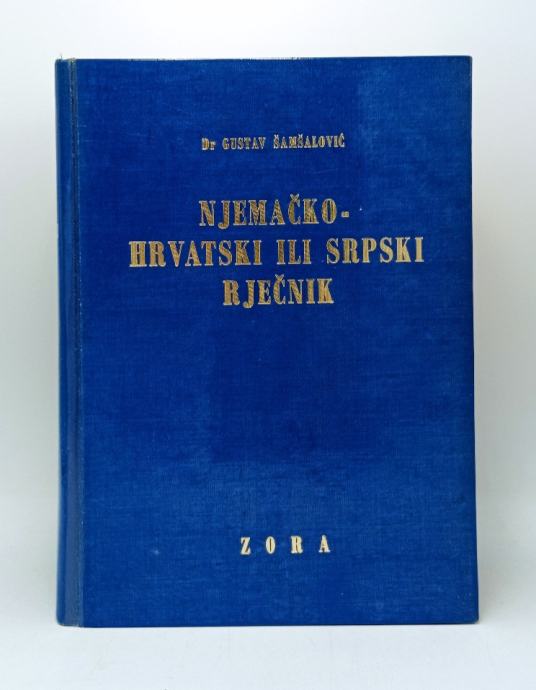 Dr GUSTAV ŠAMŠALOVIĆ
NJEMAČKO-
HRVATSKI ILI SRPSKI
RJEČNIK
ZORA